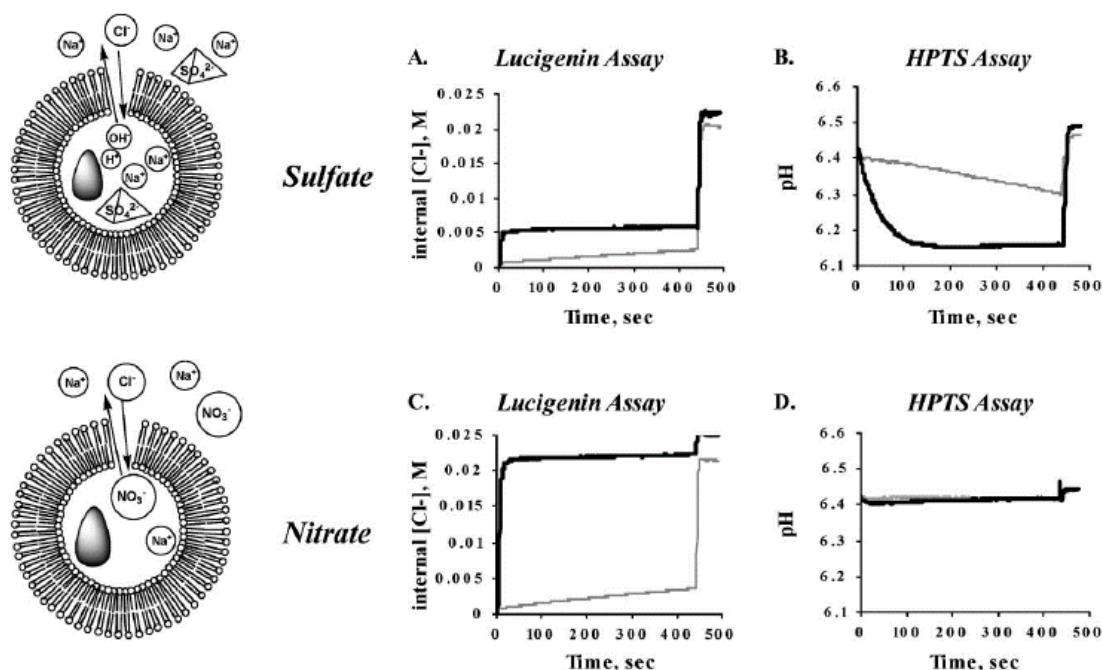 Na⁺
Cl⁻
Na⁺
Na⁺
SO₄²⁻
OH⁻
H⁺
Na⁺
Na⁺
SO₄²⁻
Sulfate
A. Lucigenin Assay
internal [Cl-], M
0.025
0.02
0.015
0.01
0.005
0
0 100 200 300 400 500
Time, sec
B. HPTS Assay
pH
6.6
6.5
6.4
6.3
6.2
6.1
0 100 200 300 400 500
Time, sec
Na⁺
Cl⁻
Na⁺
NO₃⁻
NO₃⁻
Na⁺
Nitrate
C. Lucigenin Assay
internal [Cl-], M
0.025
0.02
0.015
0.01
0.005
0
0 100 200 300 400 500
Time, sec
D. HPTS Assay
pH
6.6
6.5
6.4
6.3
6.2
6.1
0 100 200 300 400 500
Time, sec